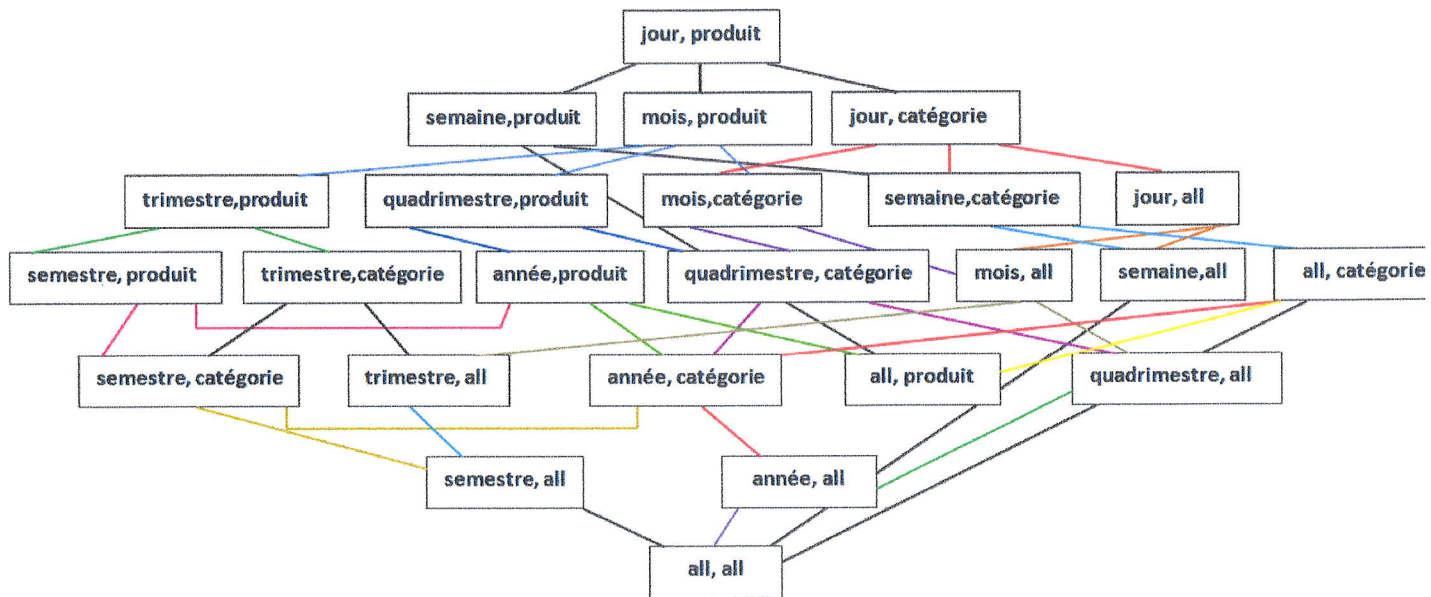 jour, produit
semaine,produit
mois, produit
jour, catégorie
trimestre,produit
quadrimestre,produit
mois,catégorie
semaine,catégorie
jour, all
semestre, produit
trimestre,catégorie
année,produit
quadrimestre, catégorie
mois, all
semaine,all
all, catégorie
semestre, catégorie
trimestre, all
année, catégorie
all, produit
quadrimestre, all
semestre, all
année, all
all, all